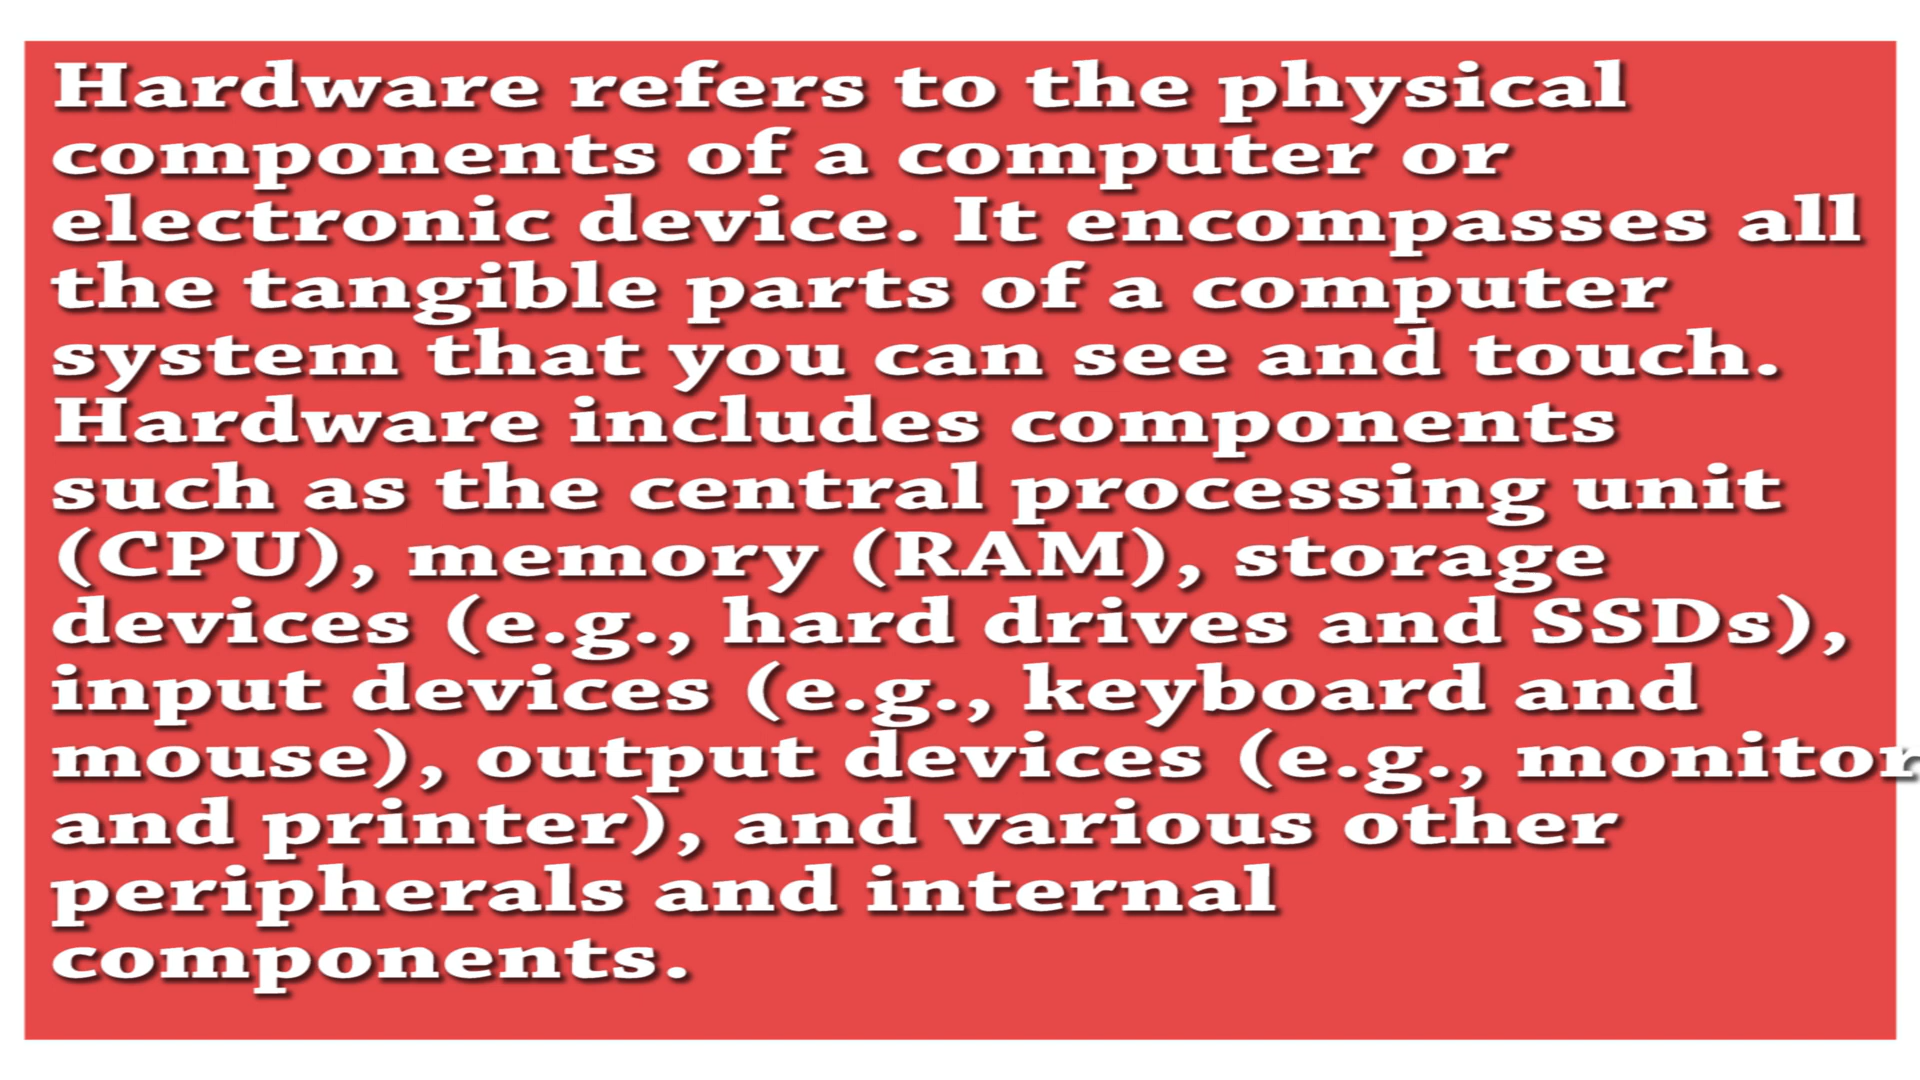 Hardware refers to the physical
components of a computer or
electronic device. It encompasses all
the tangible parts of a computer
system that you can see and touch.
Hardware includes components
such as the central processing unit
(CPU), memory (RAM), storage
devices (e.g., hard drives and SSDs),
input devices (e.g., keyboard and
mouse), output devices (e.g., monitor
and printer), and various other
peripherals and internal
components.